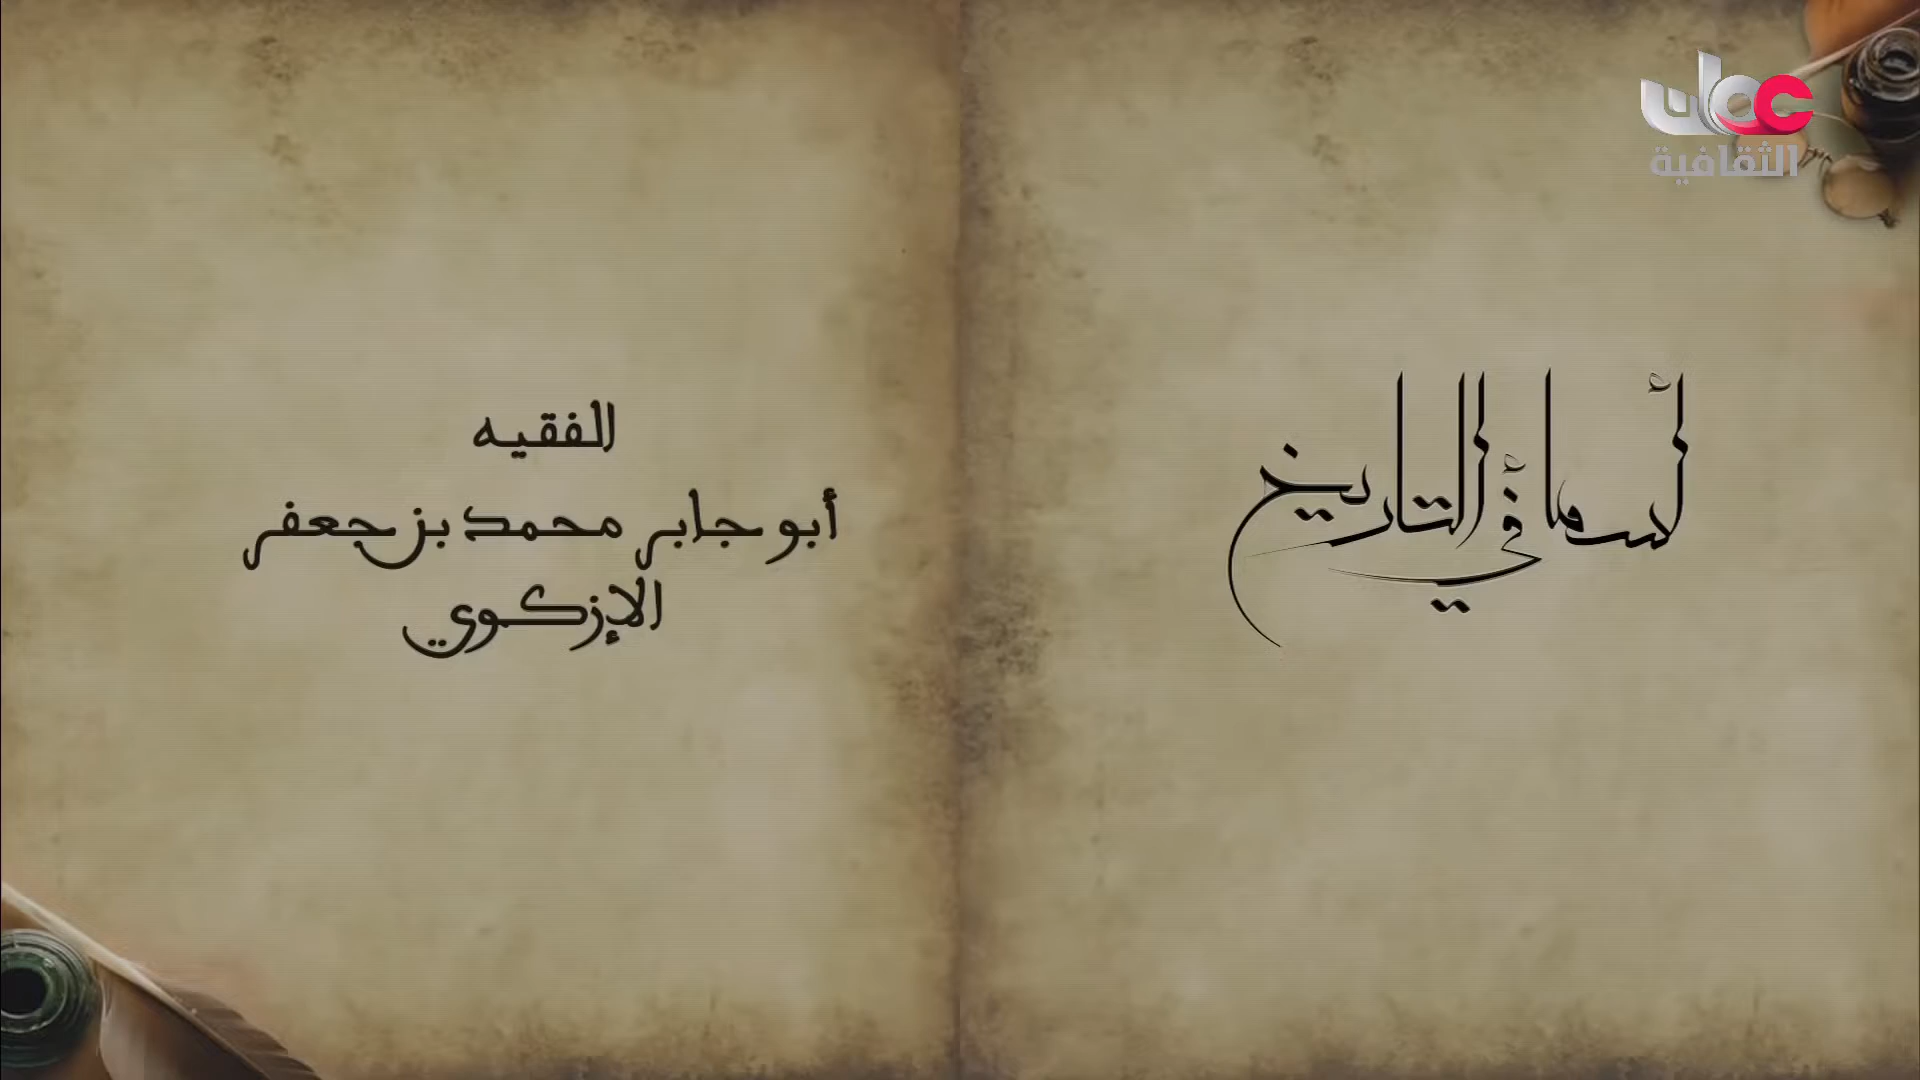 عمان
الثقافية
أسماء في التاريخ
الفقيه
أبو جابر محمد بن جعفر
الإزكوي